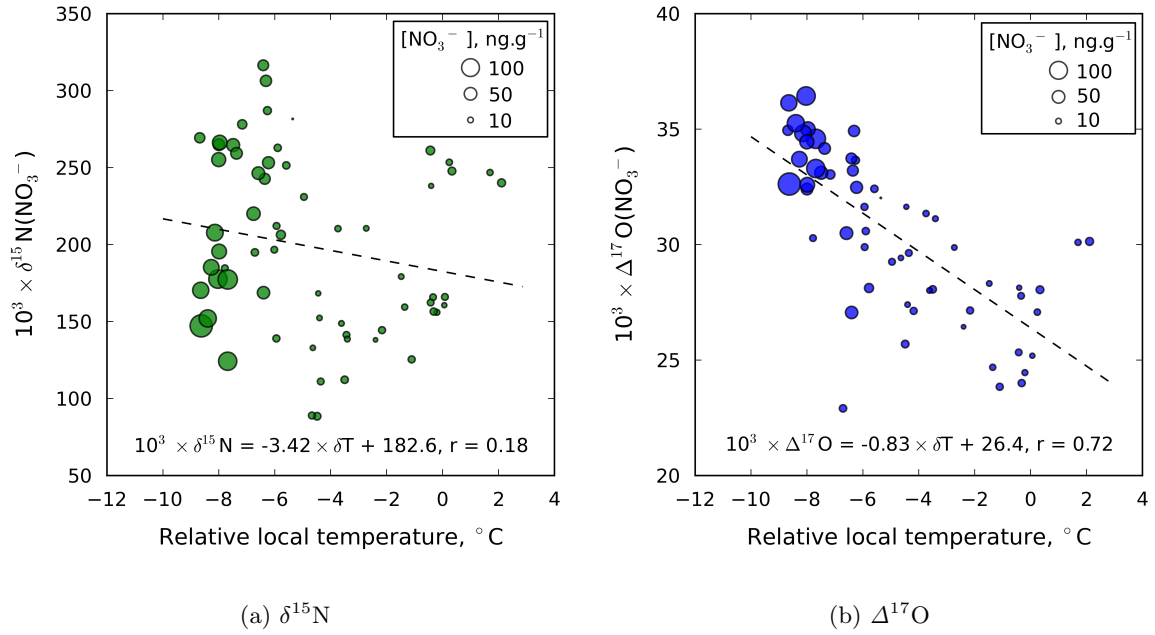 350
300
250
200
150
100
50
10³ × δ¹⁵N(NO₃⁻)
[NO₃⁻ ], ng.g⁻¹
100
50
10
10³ × δ¹⁵N = -3.42 × δT + 182.6, r = 0.18
−12 −10 −8 −6 −4 −2 0 2 4
Relative local temperature, °C
(a) δ¹⁵N
40
35
30
25
20
10³ × Δ¹⁷O(NO₃⁻)
[NO₃⁻ ], ng.g⁻¹
100
50
10
10³ × Δ¹⁷O = -0.83 × δT + 26.4, r = 0.72
−12 −10 −8 −6 −4 −2 0 2 4
Relative local temperature, °C
(b) Δ¹⁷O